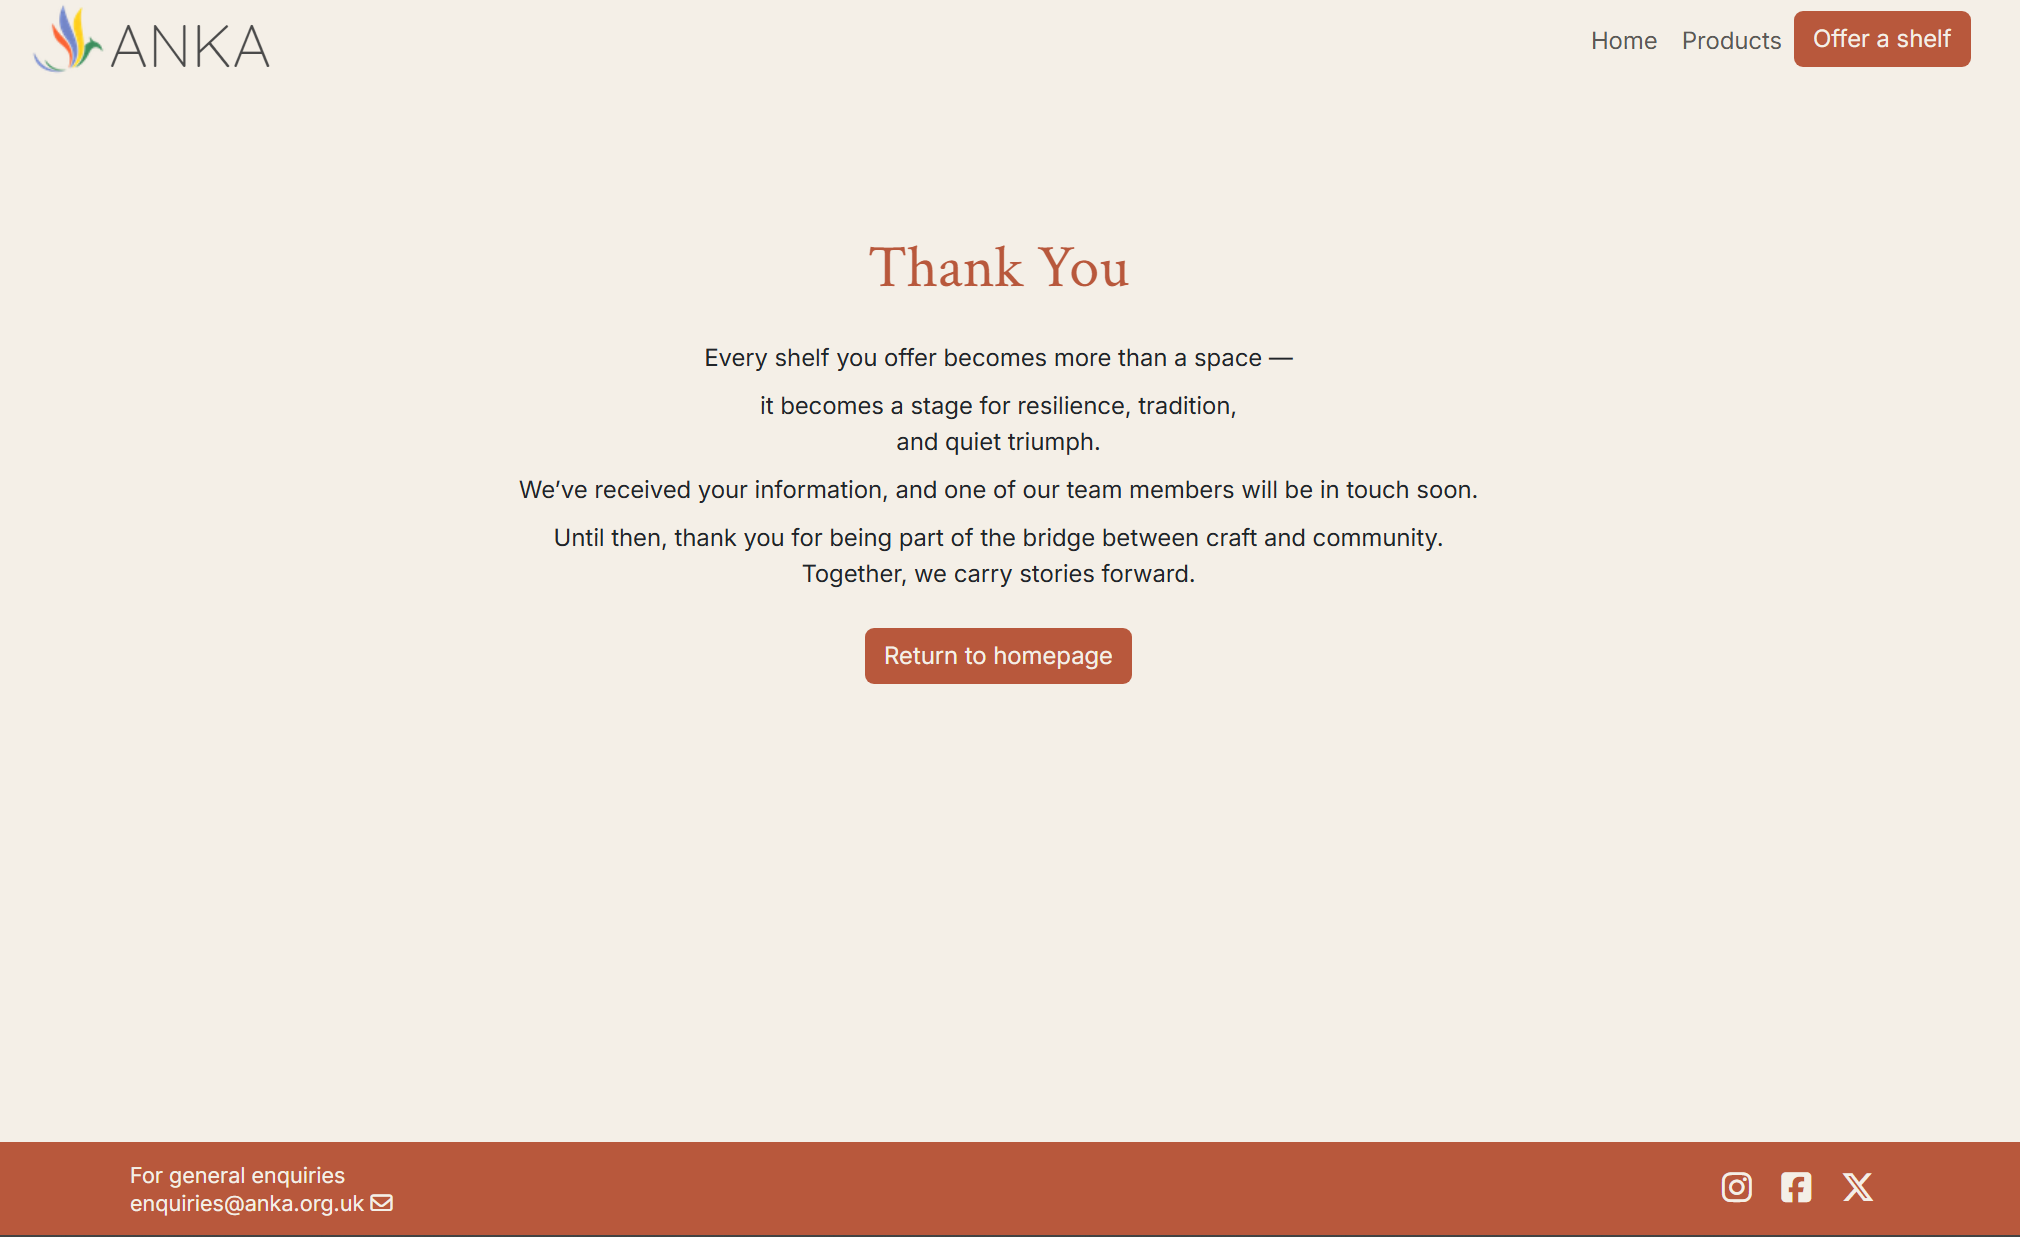 ANKA
Home
Products
Offer a shelf
Thank You
Every shelf you offer becomes more than a space —
it becomes a stage for resilience, tradition,
and quiet triumph.
We’ve received your information, and one of our team members will be in touch soon.
Until then, thank you for being part of the bridge between craft and community.
Together, we carry stories forward.
Return to homepage
For general enquiries
enquiries@anka.org.uk